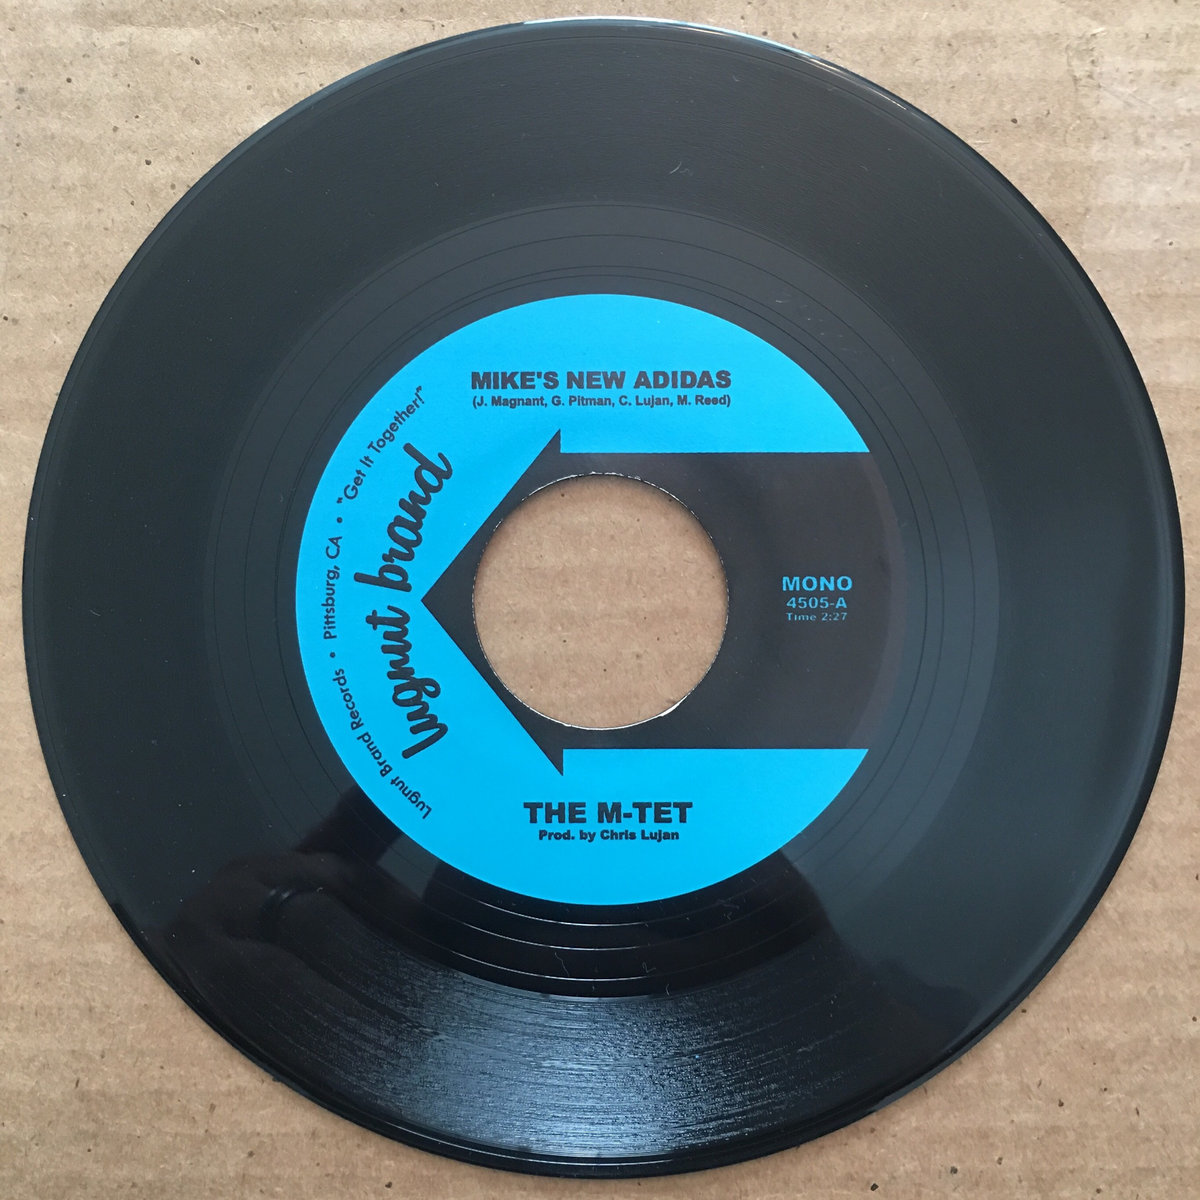 MIKE'S NEW ADIDAS
(J. Magnant, G. Pitman, C. Lujan, M. Reed)
Lugnut Brand Records • Pittsburg, CA • "Get It Together!"
lugnut brand
MONO
4505-A
Time 2:27
THE M-TET
Prod. by Chris Lujan